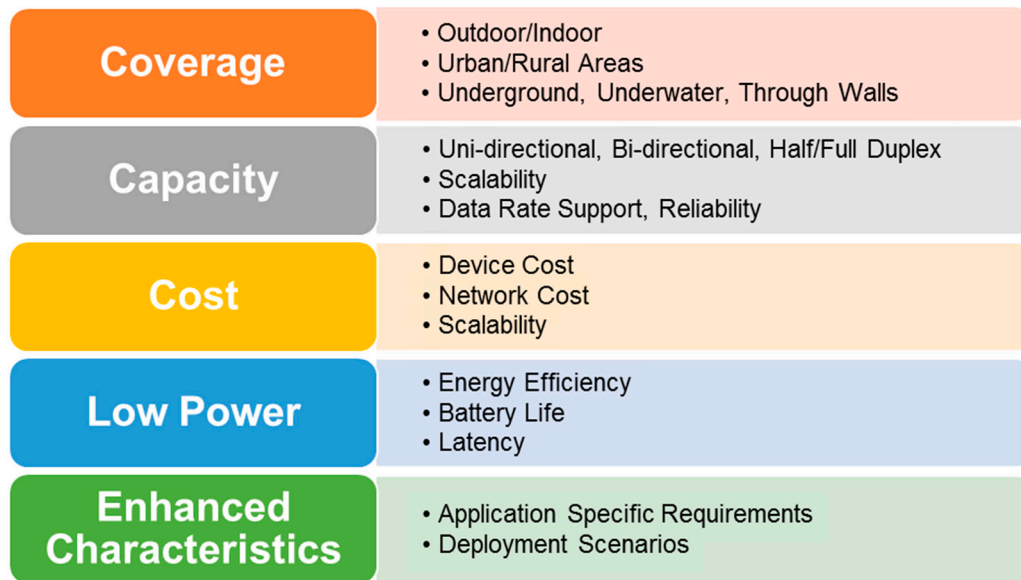 Coverage
• Outdoor/Indoor
• Urban/Rural Areas
• Underground, Underwater, Through Walls
Capacity
• Uni-directional, Bi-directional, Half/Full Duplex
• Scalability
• Data Rate Support, Reliability
Cost
• Device Cost
• Network Cost
• Scalability
Low Power
• Energy Efficiency
• Battery Life
• Latency
Enhanced
Characteristics
• Application Specific Requirements
• Deployment Scenarios